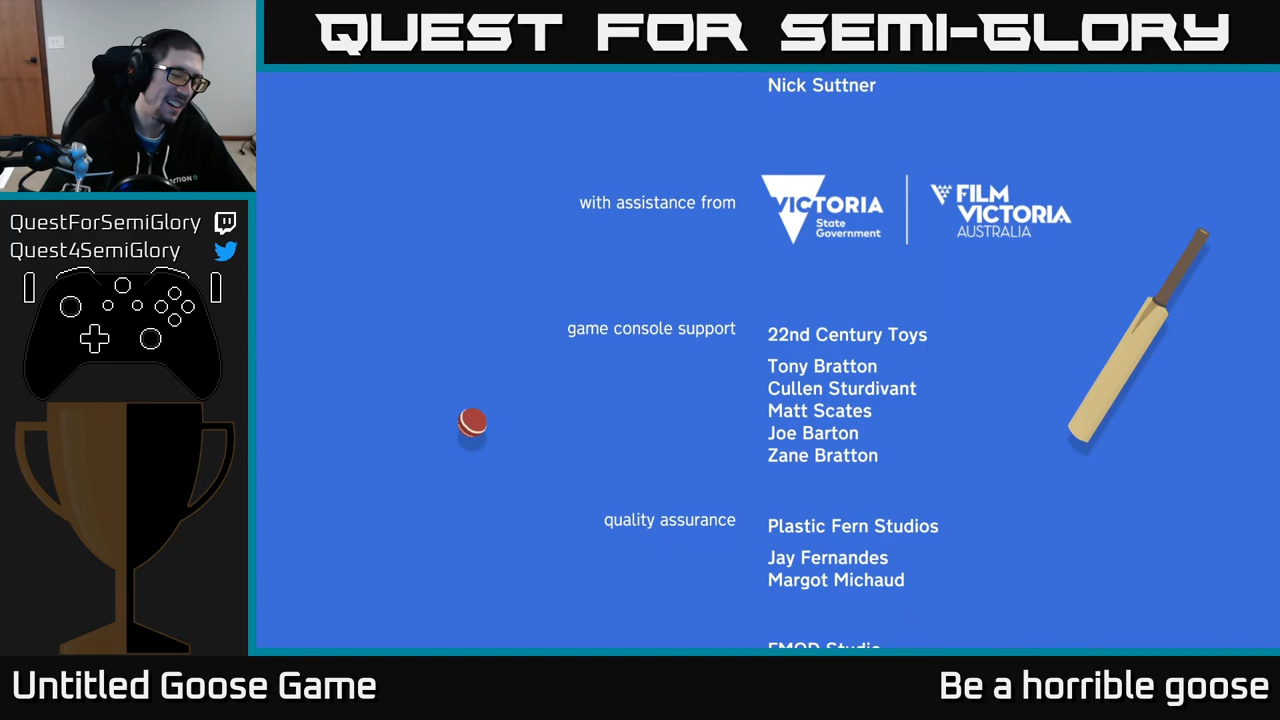 QUEST FOR SEMI-GLORY
QuestForSemiGlory
Quest4SemiGlory
Nick Suttner
with assistance from
VICTORIA
State
Government
FILM
VICTORIA
AUSTRALIA
game console support
22nd Century Toys
Tony Bratton
Cullen Sturdivant
Matt Scates
Joe Barton
Zane Bratton
quality assurance
Plastic Fern Studios
Jay Fernandes
Margot Michaud
FMOD Studio
Untitled Goose Game
Be a horrible goose